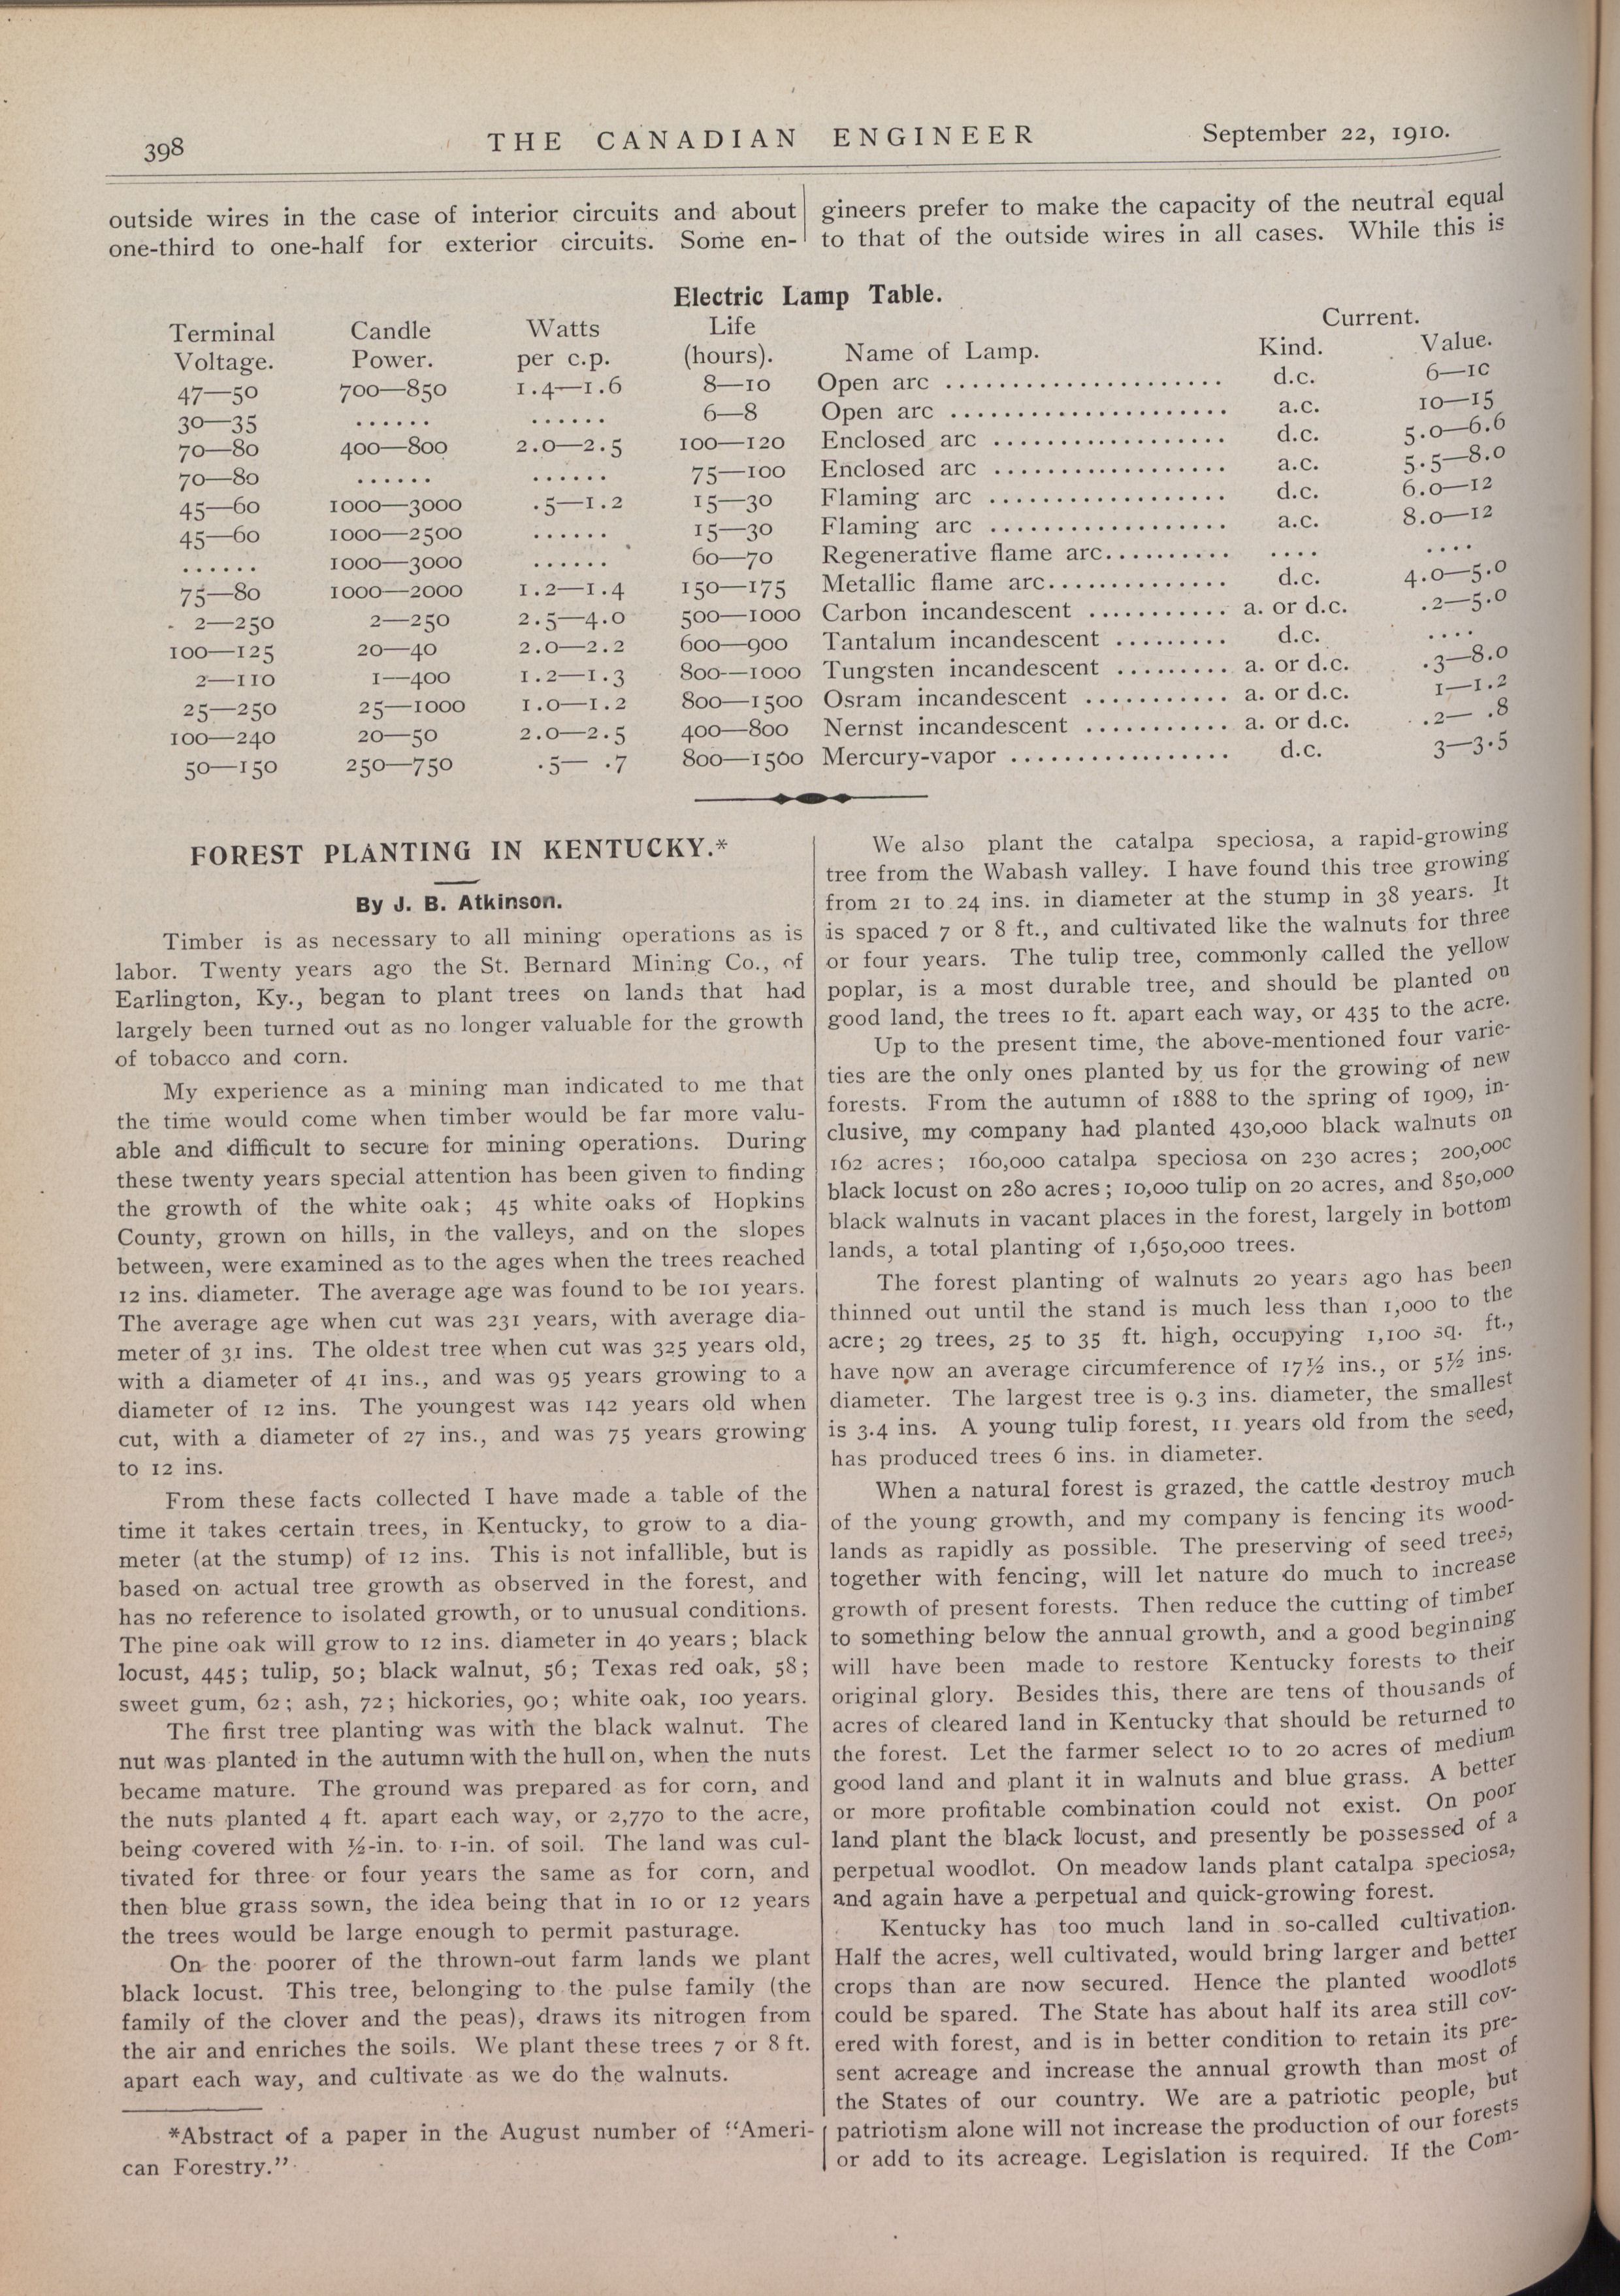 398
THE CANADIAN ENGINEER
September 22, 1910.
outside wires in the case of interior circuits and about
one-third to one-half for exterior circuits. Some en-
gineers prefer to make the capacity of the neutral equal
to that of the outside wires in all cases. While this is
Electric Lamp Table.
Terminal Candle Watts Life Current.
Voltage. Power. per c.p. (hours). Name of Lamp. Kind. Value.
47—50 700—850 1.4—1.6 8—10 Open arc ...................... d.c. 6—10
30—35 ...... ...... 6—8 Open arc ...................... a.c. 10—15
70—80 400—800 2.0—2.5 100—120 Enclosed arc .................. d.c. 5.0—6.6
70—80 ...... ...... 75—100 Enclosed arc .................. a.c. 5.5—8.0
45—60 1000—3000 .5—1.2 15—30 Flaming arc .................. d.c. 6.0—12
45—60 1000—2500 ...... 15—30 Flaming arc .................. a.c. 8.0—12
...... 1000—3000 ...... 60—70 Regenerative flame arc.......... .... ....
75—80 1000—2000 1.2—1.4 150—175 Metallic flame arc.............. d.c. 4.0—5.0
2—250 2—250 2.5—4.0 500—1000 Carbon incandescent ........... a. or d.c. .2—5.0
100—125 20—40 2.0—2.2 600—900 Tantalum incandescent ......... d.c. ....
2—110 1—400 1.2—1.3 800—1000 Tungsten incandescent ......... a. or d.c. .3—8.0
25—250 25—1000 1.0—1.2 800—1500 Osram incandescent ........... a. or d.c. 1—1.2
100—240 20—50 2.0—2.5 400—800 Nernst incandescent ........... a. or d.c. .2— .8
50—150 250—750 .5— .7 800—1500 Mercury-vapor ................. d.c. 3—3.5
FOREST PLANTING IN KENTUCKY.*
By J. B. Atkinson.
Timber is as necessary to all mining operations as is
labor. Twenty years ago the St. Bernard Mining Co., of
Earlington, Ky., began to plant trees on lands that had
largely been turned out as no longer valuable for the growth
of tobacco and corn.
My experience as a mining man indicated to me that
the time would come when timber would be far more valu-
able and difficult to secure for mining operations. During
these twenty years special attention has been given to finding
the growth of the white oak; 45 white oaks of Hopkins
County, grown on hills, in the valleys, and on the slopes
between, were examined as to the ages when the trees reached
12 ins. diameter. The average age was found to be 101 years.
The average age when cut was 231 years, with average dia-
meter of 31 ins. The oldest tree when cut was 325 years old,
with a diameter of 41 ins., and was 95 years growing to a
diameter of 12 ins. The youngest was 142 years old when
cut, with a diameter of 27 ins., and was 75 years growing
to 12 ins.
From these facts collected I have made a table of the
time it takes certain trees, in Kentucky, to grow to a dia-
meter (at the stump) of 12 ins. This is not infallible, but is
based on actual tree growth as observed in the forest, and
has no reference to isolated growth, or to unusual conditions.
The pine oak will grow to 12 ins. diameter in 40 years; black
locust, 445; tulip, 50; black walnut, 56; Texas red oak, 58;
sweet gum, 62; ash, 72; hickories, 90; white oak, 100 years.
The first tree planting was with the black walnut. The
nut was planted in the autumn with the hull on, when the nuts
became mature. The ground was prepared as for corn, and
the nuts planted 4 ft. apart each way, or 2,770 to the acre,
being covered with ½-in. to 1-in. of soil. The land was cul-
tivated for three or four years the same as for corn, and
then blue grass sown, the idea being that in 10 or 12 years
the trees would be large enough to permit pasturage.
On the poorer of the thrown-out farm lands we plant
black locust. This tree, belonging to the pulse family (the
family of the clover and the peas), draws its nitrogen from
the air and enriches the soils. We plant these trees 7 or 8 ft.
apart each way, and cultivate as we do the walnuts.
*Abstract of a paper in the August number of "Ameri-
can Forestry."
We also plant the catalpa speciosa, a rapid-growing
tree from the Wabash valley. I have found this tree growing
from 21 to 24 ins. in diameter at the stump in 38 years. It
is spaced 7 or 8 ft., and cultivated like the walnuts for three
or four years. The tulip tree, commonly called the yellow
poplar, is a most durable tree, and should be planted on
good land, the trees 10 ft. apart each way, or 435 to the acre.
Up to the present time, the above-mentioned four varie-
ties are the only ones planted by us for the growing of new
forests. From the autumn of 1888 to the spring of 1909, in-
clusive, my company had planted 430,000 black walnuts on
162 acres; 160,000 catalpa speciosa on 230 acres; 200,000
black locust on 280 acres; 10,000 tulip on 20 acres, and 850,000
black walnuts in vacant places in the forest, largely in bottom
lands, a total planting of 1,650,000 trees.
The forest planting of walnuts 20 years ago has been
thinned out until the stand is much less than 1,000 to the
acre; 29 trees, 25 to 35 ft. high, occupying 1,100 sq. ft.,
have now an average circumference of 17½ ins., or 5½ ins.
diameter. The largest tree is 9.3 ins. diameter, the smallest
is 3.4 ins. A young tulip forest, 11 years old from the seed,
has produced trees 6 ins. in diameter.
When a natural forest is grazed, the cattle destroy much
of the young growth, and my company is fencing its wood-
lands as rapidly as possible. The preserving of seed trees,
together with fencing, will let nature do much to increase
growth of present forests. Then reduce the cutting of timber
to something below the annual growth, and a good beginning
will have been made to restore Kentucky forests to their
original glory. Besides this, there are tens of thousands of
acres of cleared land in Kentucky that should be returned to
the forest. Let the farmer select 10 to 20 acres of medium
good land and plant it in walnuts and blue grass. A better
or more profitable combination could not exist. On poor
land plant the black locust, and presently be possessed of a
perpetual woodlot. On meadow lands plant catalpa speciosa,
and again have a perpetual and quick-growing forest.
Kentucky has too much land in so-called cultivation.
Half the acres, well cultivated, would bring larger and better
crops than are now secured. Hence the planted woodlots
could be spared. The State has about half its area still cov-
ered with forest, and is in better condition to retain its pre-
sent acreage and increase the annual growth than most of
the States of our country. We are a patriotic people, but
patriotism alone will not increase the production of our forests
or add to its acreage. Legislation is required. If the Com-